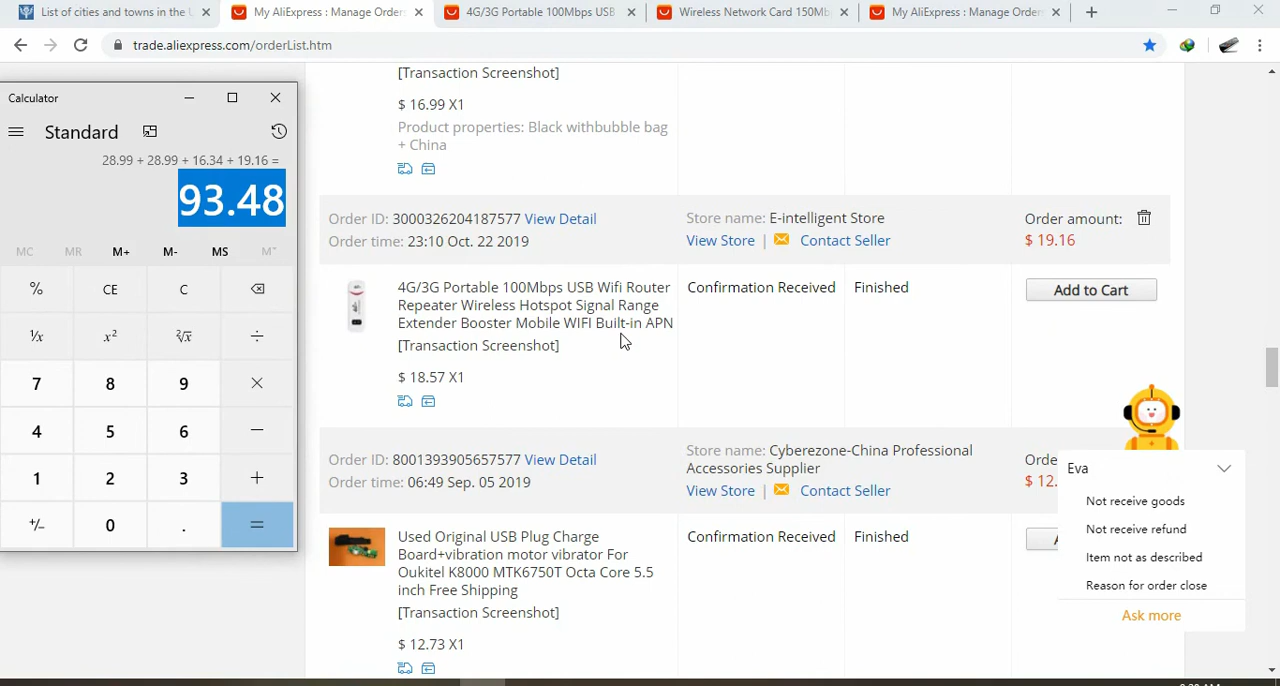 List of cities and towns in the U
My AliExpress : Manage Order
4G/3G Portable 100Mbps USB
Wireless Network Card 150Mb
My AliExpress : Manage Order
trade.aliexpress.com/orderList.htm
Calculator
Standard
28.99 + 28.99 + 16.34 + 19.16 =
93.48
MC MR M+ M- MS M˅
% CE C
¹/x x² ²√x ÷
7 8 9 ×
4 5 6 −
1 2 3 +
+/− 0 . =
[Transaction Screenshot]
$ 16.99 X1
Product properties: Black withbubble bag
+ China
Order ID: 3000326204187577 View Detail
Order time: 23:10 Oct. 22 2019
Store name: E-intelligent Store
View Store | Contact Seller
Order amount:
$ 19.16
4G/3G Portable 100Mbps USB Wifi Router
Repeater Wireless Hotspot Signal Range
Extender Booster Mobile WIFI Built-in APN
[Transaction Screenshot]
$ 18.57 X1
Confirmation Received
Finished
Add to Cart
Order ID: 8001393905657577 View Detail
Order time: 06:49 Sep. 05 2019
Store name: Cyberezone-China Professional
Accessories Supplier
View Store | Contact Seller
Orde
$ 12.
Used Original USB Plug Charge
Board+vibration motor vibrator For
Oukitel K8000 MTK6750T Octa Core 5.5
inch Free Shipping
[Transaction Screenshot]
$ 12.73 X1
Confirmation Received
Finished
Eva
Not receive goods
Not receive refund
Item not as described
Reason for order close
Ask more